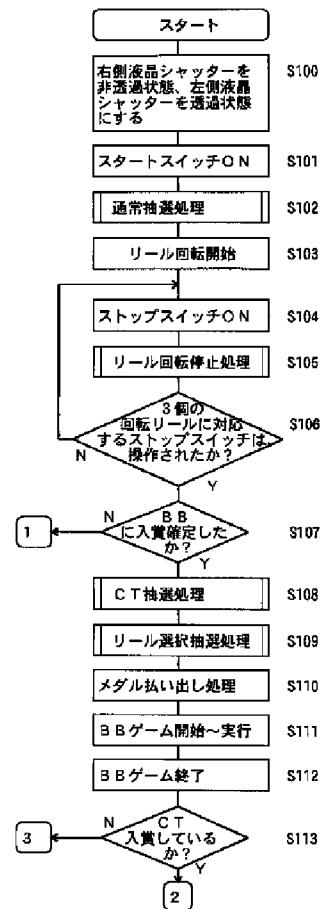 スタート
右側液晶シャッターを
非透過状態、左側液晶
シャッターを透過状態
にする
S100
スタートスイッチON
S101
通常抽選処理
S102
リール回転開始
S103
ストップスイッチON
S104
リール回転停止処理
S105
3個の
回転リールに対応
するストップスイッチは、
操作されたか?
S106
N
Y
1
N
BB
に入賞確定した
か?
S107
Y
CT抽選処理
S108
リール選択抽選処理
S109
メダル払い出し処理
S110
BBゲーム開始~実行
S111
BBゲーム終了
S112
3
N
CT
入賞している
か?
S113
Y
2